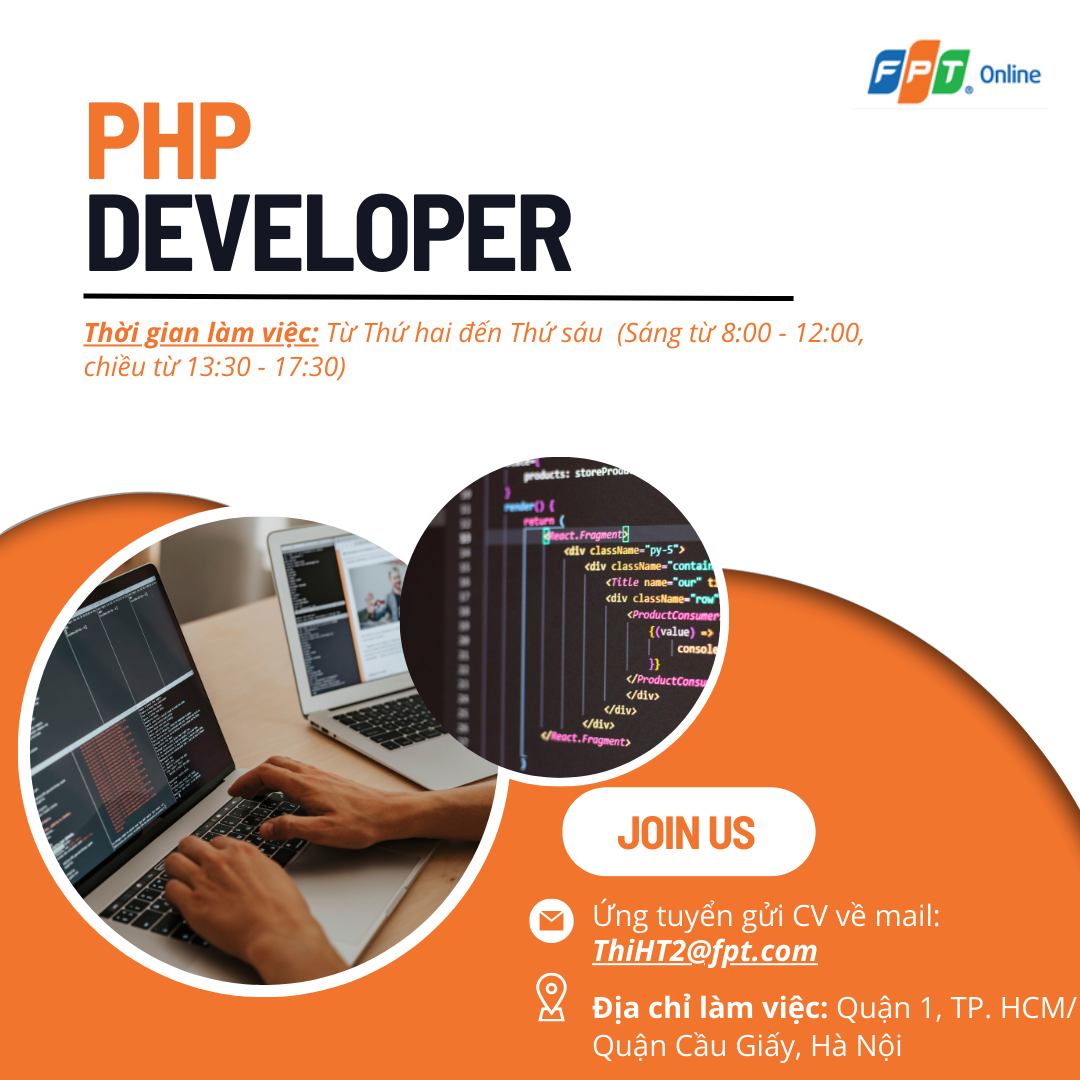 FPT® Online
PHP
DEVELOPER
Thời gian làm việc: Từ Thứ hai đến Thứ sáu (Sáng từ 8:00 - 12:00,
chiều từ 13:30 - 17:30)
products: storeProdu
}
render() {
return (
<React.Fragment>
<div className="py-5">
<div className="contain
<Title name="our" t
<div className="row"
<ProductConsumer
{(value) =>
console
}}
</ProductConsu
</div>
</div>
</div>
</React.Fragment>
}
JOIN US
Ứng tuyển gửi CV về mail:
ThiHT2@fpt.com
Địa chỉ làm việc: Quận 1, TP. HCM/
Quận Cầu Giấy, Hà Nội